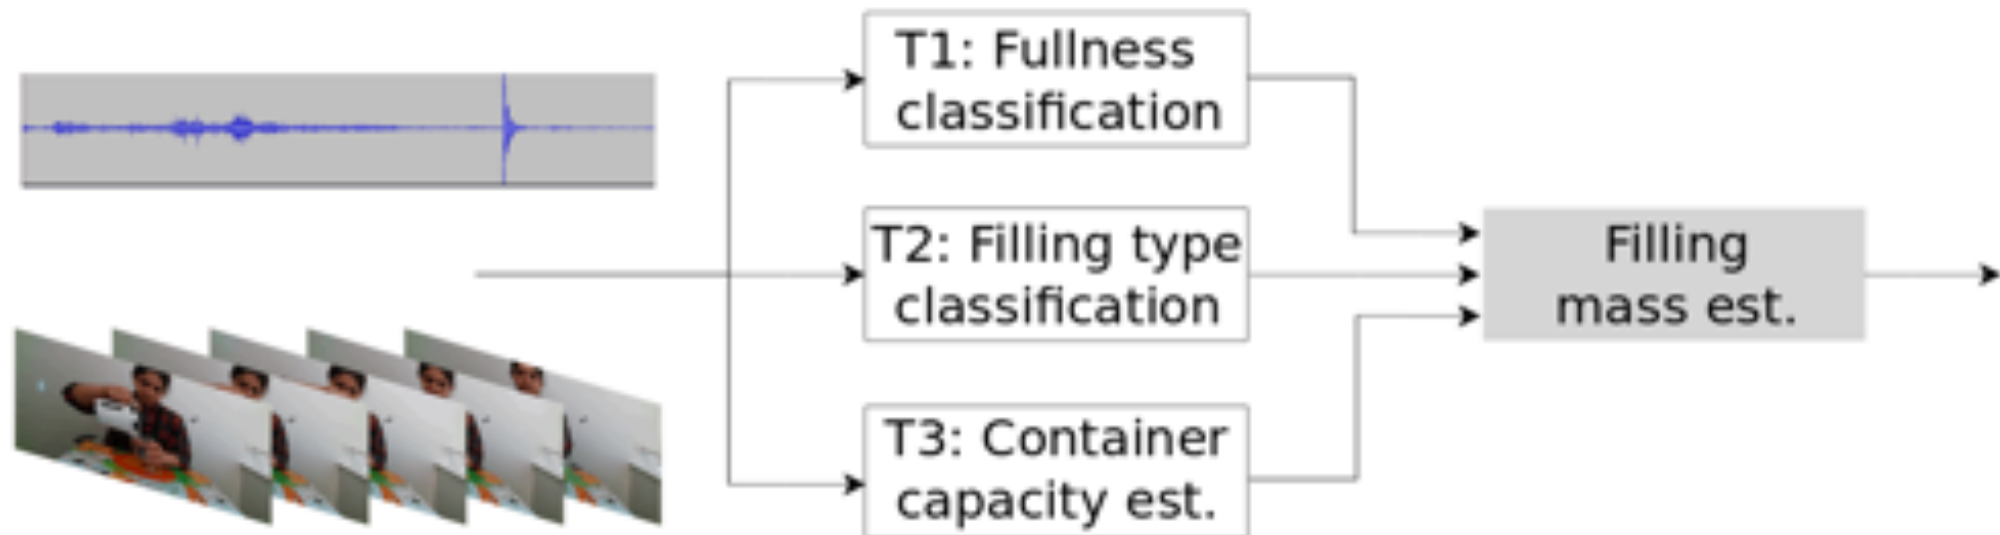 T1: Fullness
classification
T2: Filling type
classification
T3: Container
capacity est.
Filling
mass est.